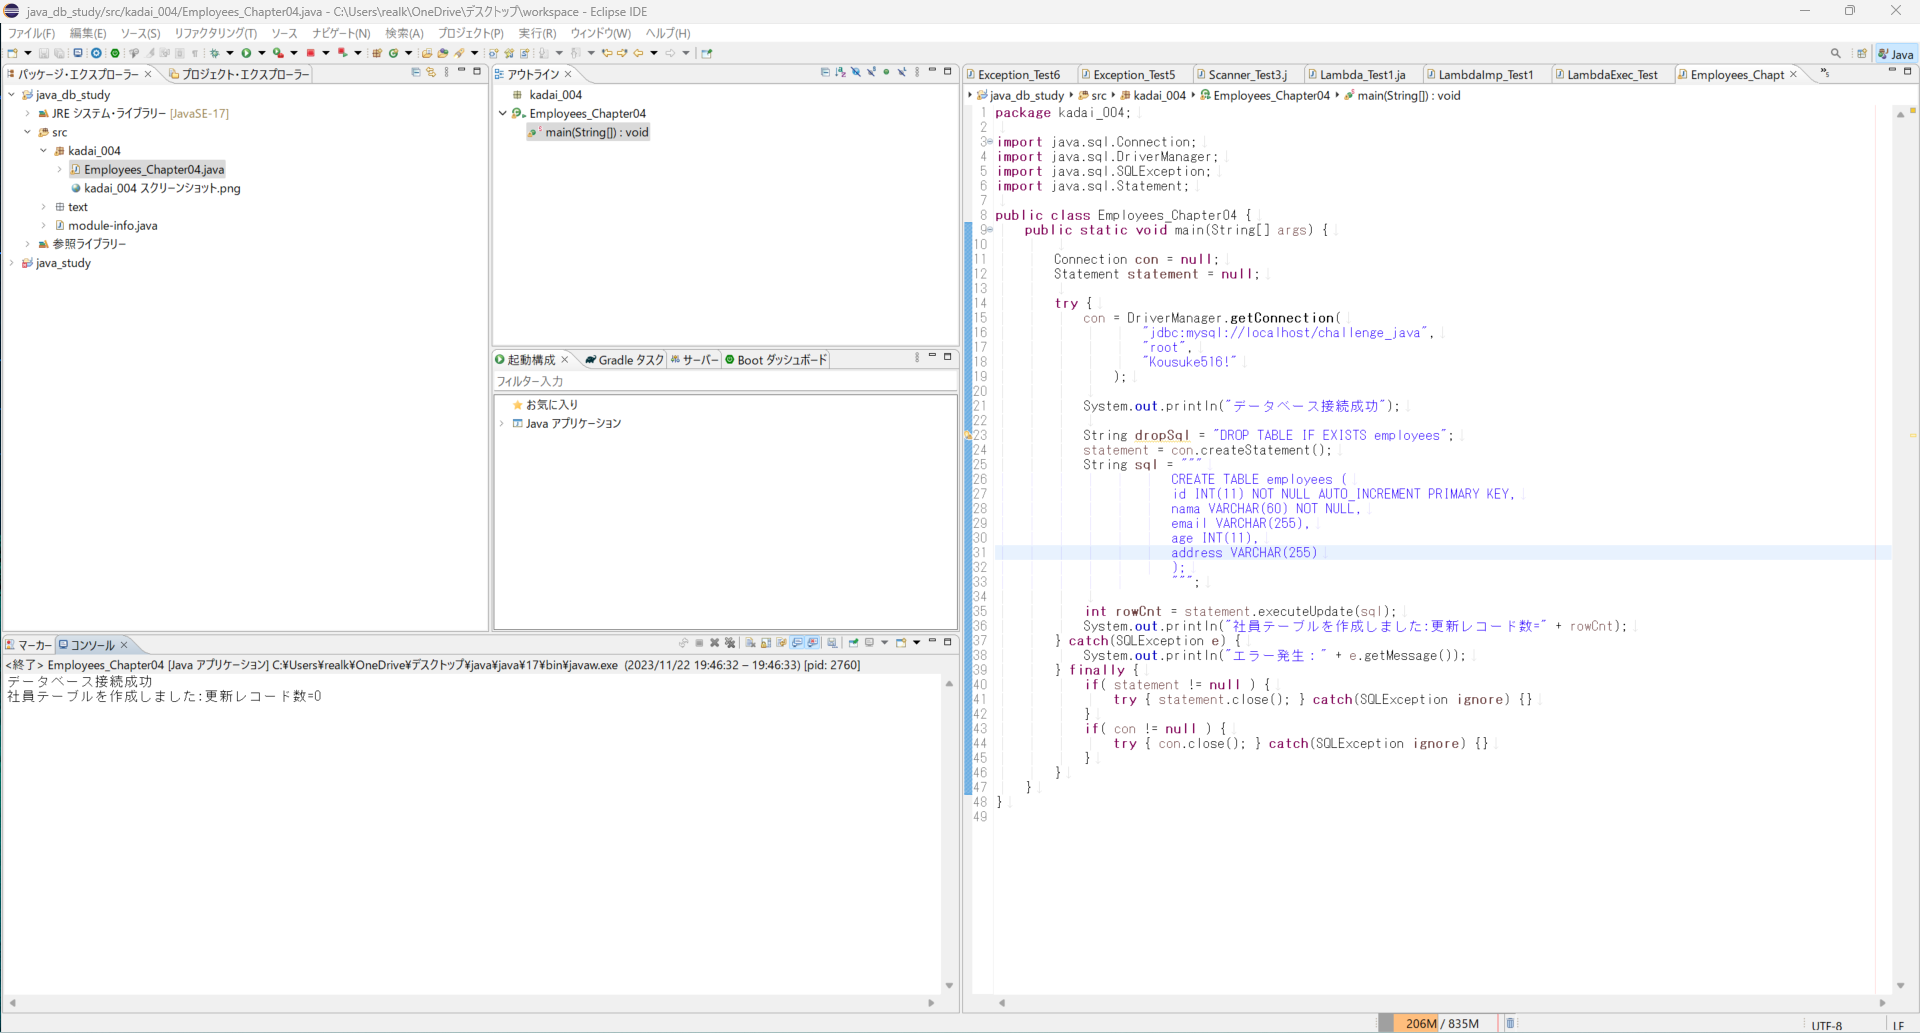 java_db_study/src/kadai_004/Employees_Chapter04.java - C:\Users\realk\OneDrive\デスクトップ\workspace - Eclipse IDE
ファイル(F) 編集(E) ソース(S) リファクタリング(T) ソース ナビゲート(N) 検索(A) プロジェクト(P) 実行(R) ウィンドウ(W) ヘルプ(H)
Java
パッケージ・エクスプローラー
プロジェクト・エクスプローラー
java_db_study
JRE システム・ライブラリー [JavaSE-17]
src
kadai_004
Employees_Chapter04.java
kadai_004 スクリーンショット.png
text
module-info.java
参照ライブラリー
java_study
アウトライン
kadai_004
Employees_Chapter04
main(String[]) : void
起動構成
Gradle タスク
サーバー
Boot ダッシュボード
フィルター入力
お気に入り
Java アプリケーション
マーカー
コンソール
<終了> Employees_Chapter04 [Java アプリケーション] C:¥Users¥realk¥OneDrive¥デスクトップ¥java¥java¥17¥bin¥javaw.exe (2023/11/22 19:46:32 – 19:46:33) [pid: 2760]
データベース接続成功
社員テーブルを作成しました:更新レコード数=0
Exception_Test6
Exception_Test5
Scanner_Test3.j
Lambda_Test1.ja
LambdaImp_Test1
LambdaExec_Test
Employees_Chapt
»5
java_db_study src kadai_004 Employees_Chapter04 main(String[]) : void
1 package kadai_004;
2
3 import java.sql.Connection;
4 import java.sql.DriverManager;
5 import java.sql.SQLException;
6 import java.sql.Statement;
7
8 public class Employees_Chapter04 {
9 public static void main(String[] args) {
10
11 Connection con = null;
12 Statement statement = null;
13
14 try {
15 con = DriverManager.getConnection(
16 "jdbc:mysql://localhost/challenge_java",
17 "root",
18 "Kousuke516!"
19 );
20
21 System.out.println("データベース接続成功");
22
23 String dropSql = "DROP TABLE IF EXISTS employees";
24 statement = con.createStatement();
25 String sql = """
26 CREATE TABLE employees (
27 id INT(11) NOT NULL AUTO_INCREMENT PRIMARY KEY,
28 nama VARCHAR(60) NOT NULL,
29 email VARCHAR(255),
30 age INT(11),
31 address VARCHAR(255)
32 );
33 """;
34
35 int rowCnt = statement.executeUpdate(sql);
36 System.out.println("社員テーブルを作成しました:更新レコード数=" + rowCnt);
37 } catch(SQLException e) {
38 System.out.println("エラー発生：" + e.getMessage());
39 } finally {
40 if( statement != null ) {
41 try { statement.close(); } catch(SQLException ignore) {}
42 }
43 if( con != null ) {
44 try { con.close(); } catch(SQLException ignore) {}
45 }
46 }
47 }
48 }
49
206M / 835M
UTF-8
LF